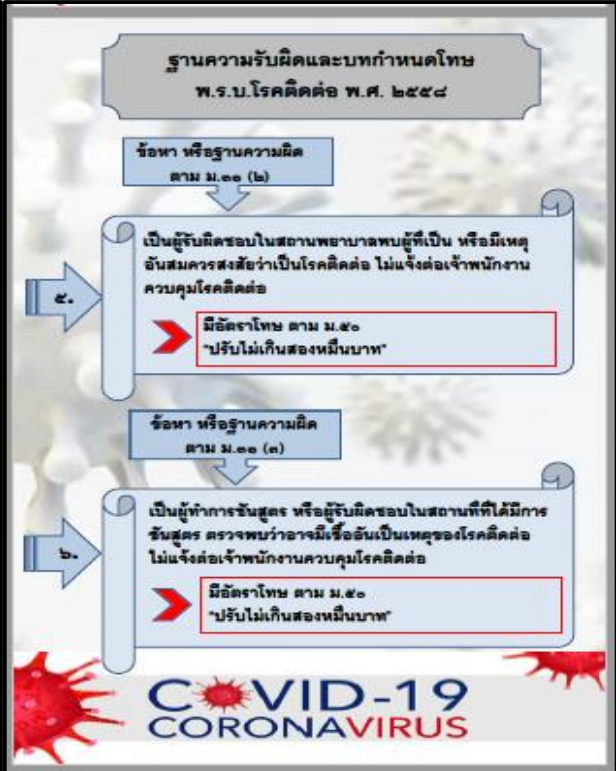 ฐานความรับผิดและบทกำหนดโทษ
พ.ร.บ.โรคติดต่อ พ.ศ. ๒๕๕๘
ข้อหา หรือฐานความผิด
ตาม ม.๓๑ (๒)
๕.
เป็นผู้รับผิดชอบในสถานพยาบาลพบผู้ที่เป็น หรือมีเหตุ
อันสมควรสงสัยว่าเป็นโรคติดต่อ ไม่แจ้งต่อเจ้าพนักงาน
ควบคุมโรคติดต่อ
มีอัตราโทษ ตาม ม.๕๐
"ปรับไม่เกินสองหมื่นบาท"
ข้อหา หรือฐานความผิด
ตาม ม.๓๑ (๓)
๖.
เป็นผู้ทำการชันสูตร หรือผู้รับผิดชอบในสถานที่ที่ได้มีการ
ชันสูตร ตรวจพบว่าอาจมีเชื้ออันเป็นเหตุของโรคติดต่อ
ไม่แจ้งต่อเจ้าพนักงานควบคุมโรคติดต่อ
มีอัตราโทษ ตาม ม.๕๐
"ปรับไม่เกินสองหมื่นบาท"
COVID-19
CORONAVIRUS